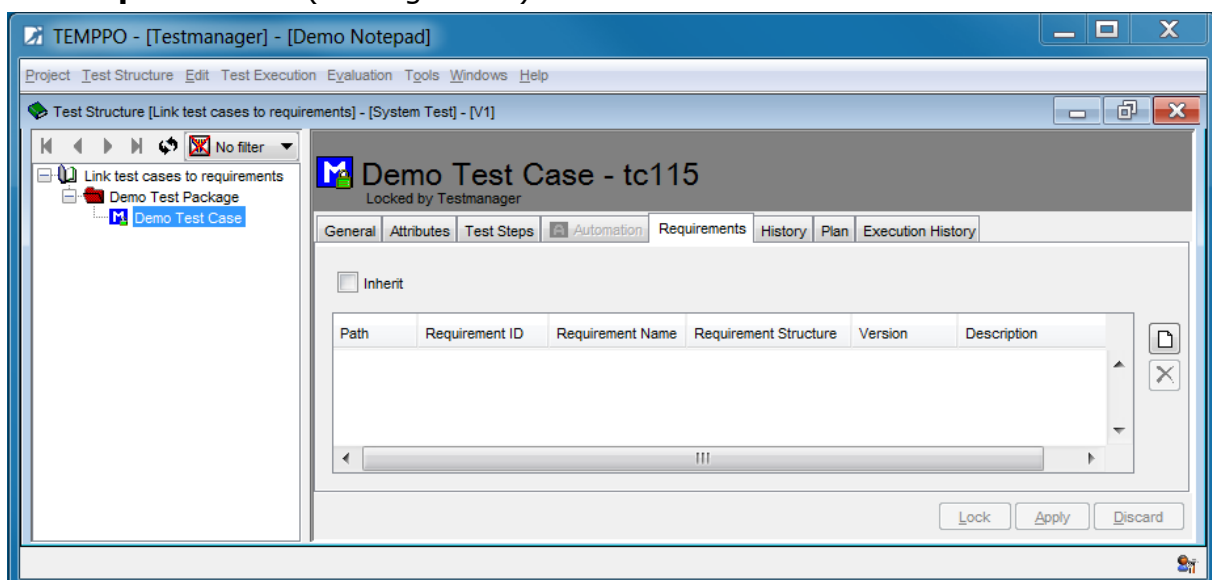 TEMPPO - [Testmanager] - [Demo Notepad]
Project Test Structure Edit Test Execution Evaluation Tools Windows Help
Test Structure [Link test cases to requirements] - [System Test] - [V1]
No filter
Link test cases to requirements
Demo Test Package
Demo Test Case
Demo Test Case - tc115
Locked by Testmanager
General Attributes Test Steps Automation Requirements History Plan Execution History
Inherit
Path Requirement ID Requirement Name Requirement Structure Version Description
Lock Apply Discard